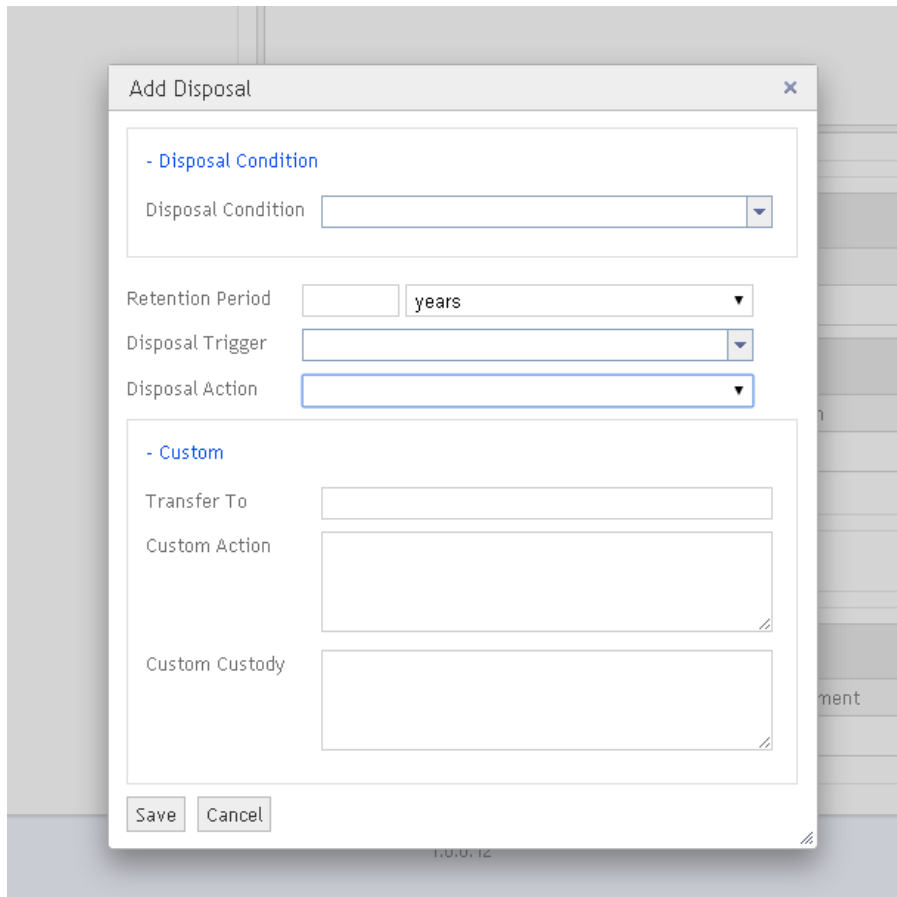 Add Disposal
- Disposal Condition
Disposal Condition
Retention Period years
Disposal Trigger
Disposal Action
- Custom
Transfer To
Custom Action
Custom Custody
ment
Save Cancel